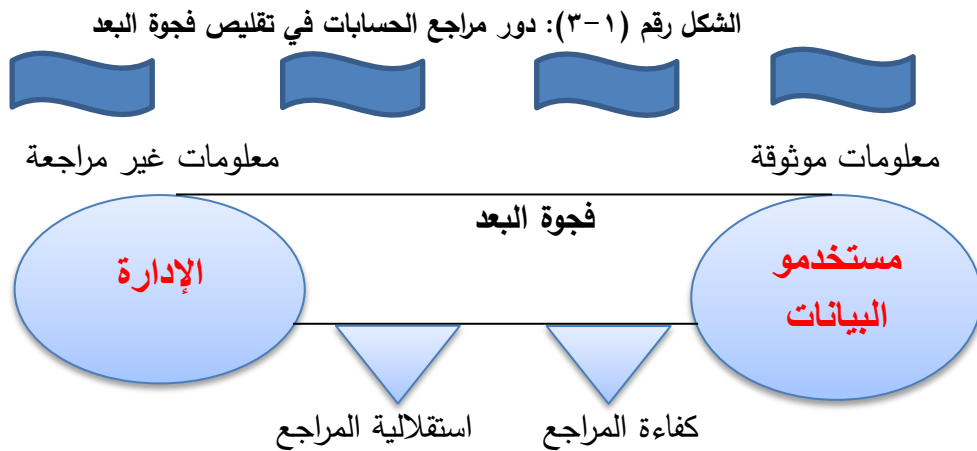 الشكل رقم (١-٣): دور مراجع الحسابات في تقليص فجوة البعد
معلومات موثوقة
معلومات غير مراجعة
فجوة البعد
مستخدمو
البيانات
الإدارة
كفاءة المراجع
استقلالية المراجع